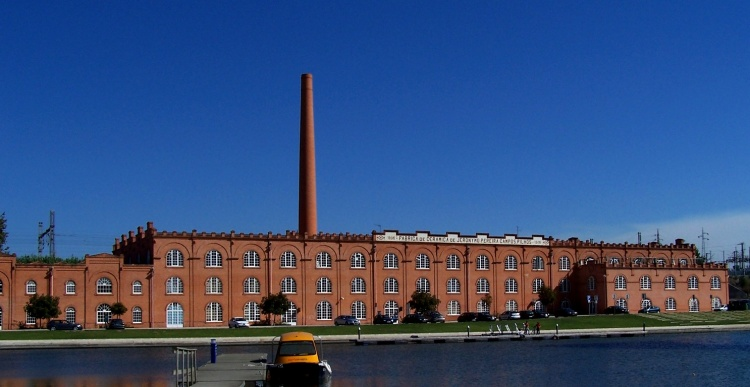 FABRICA DE CERAMICA DE JERONYMO PEREIRA CAMPOS FILHOS